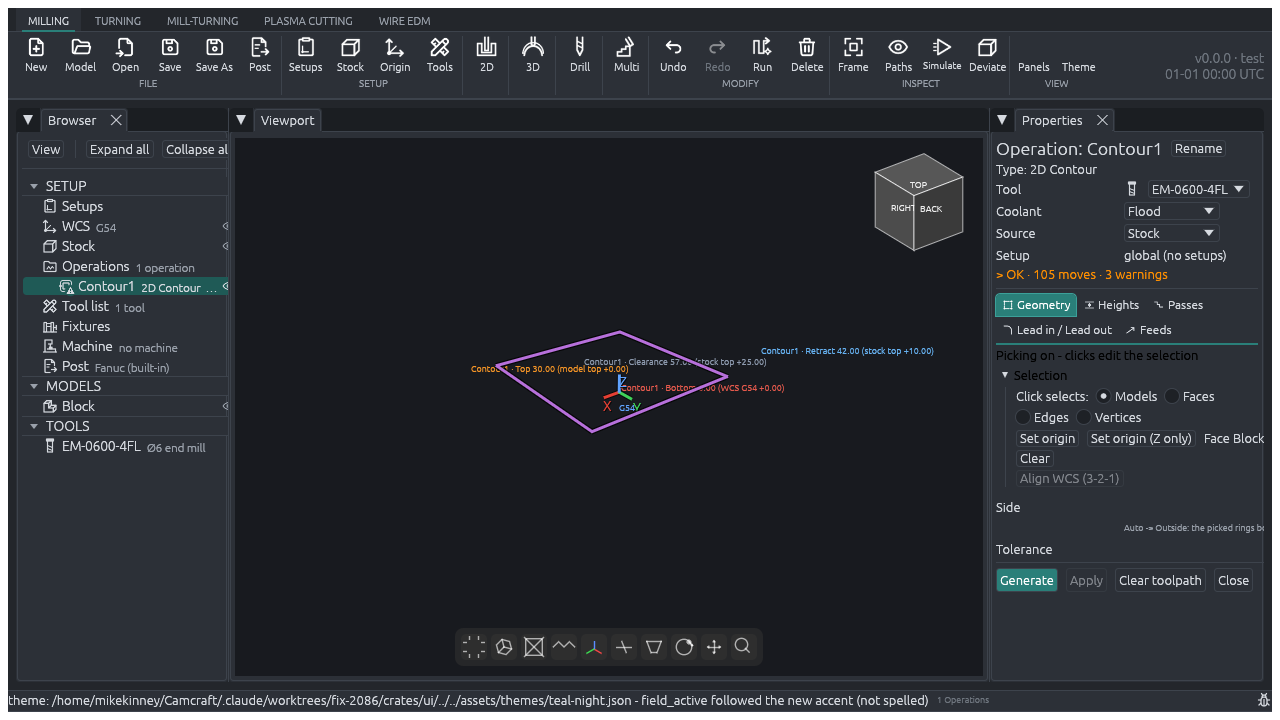 MILLING TURNING MILL-TURNING PLASMA CUTTING WIRE EDM
New Model Open Save Save As Post Setups Stock Origin Tools 2D 3D Drill Multi Undo Redo Run Delete Frame Paths Simulate Deviate Panels Theme
FILE SETUP MODIFY INSPECT VIEW
v0.0.0 · test
01-01 00:00 UTC
Browser
View Expand all Collapse al
SETUP
Setups
WCS G54
Stock
Operations 1 operation
Contour1 2D Contour ...
Tool list 1 tool
Fixtures
Machine no machine
Post Fanuc (built-in)
MODELS
Block
TOOLS
EM-0600-4FL Ø6 end mill
Viewport
TOP
RIGHT BACK
Contour1 · Retract 42.00 (stock top +10.00)
Contour1 · Clearance 57.00 (stock top +25.00)
Contour1 · Top 30.00 (model top +0.00)
Z
Contour1 · Bottom 0.00 (WCS G54 +0.00)
X G54 Y
Properties
Operation: Contour1 Rename
Type: 2D Contour
Tool EM-0600-4FL
Coolant Flood
Source Stock
Setup global (no setups)
> OK · 105 moves · 3 warnings
Geometry Heights Passes
Lead in / Lead out Feeds
Picking on - clicks edit the selection
Selection
Click selects: Models Faces
Edges Vertices
Set origin Set origin (Z only) Face Block
Clear
Align WCS (3-2-1)
Side
Auto -> Outside: the picked rings bo
Tolerance
Generate Apply Clear toolpath Close
theme: /home/mikekinney/Camcraft/.claude/worktrees/fix-2086/crates/ui/../../assets/themes/teal-night.json - field_active followed the new accent (not spelled) 1 Operations